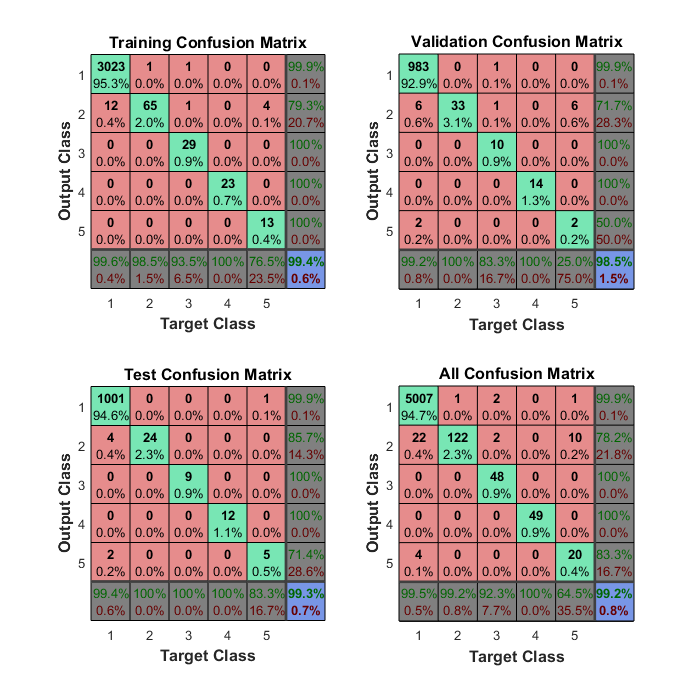 Training Confusion Matrix
1 3023 1 1 0 0 99.9%
95.3% 0.0% 0.0% 0.0% 0.0% 0.1%
2 12 65 1 0 4 79.3%
0.4% 2.0% 0.0% 0.0% 0.1% 20.7%
3 0 0 29 0 0 100%
0.0% 0.0% 0.9% 0.0% 0.0% 0.0%
4 0 0 0 23 0 100%
0.0% 0.0% 0.0% 0.7% 0.0% 0.0%
5 0 0 0 0 13 100%
0.0% 0.0% 0.0% 0.0% 0.4% 0.0%
99.6% 98.5% 93.5% 100% 76.5% 99.4%
0.4% 1.5% 6.5% 0.0% 23.5% 0.6%
1 2 3 4 5
Target Class
Output Class
Validation Confusion Matrix
1 983 0 1 0 0 99.9%
92.9% 0.0% 0.1% 0.0% 0.0% 0.1%
2 6 33 1 0 6 71.7%
0.6% 3.1% 0.1% 0.0% 6.6% 28.3%
3 0 0 10 0 0 100%
0.0% 0.0% 0.9% 0.0% 0.0% 0.0%
4 0 0 0 14 0 100%
0.0% 0.0% 0.0% 1.3% 0.0% 0.0%
5 2 0 0 0 2 50.0%
0.2% 0.0% 0.0% 0.0% 0.2% 50.0%
99.2% 100% 83.3% 100% 25.0% 98.5%
0.8% 0.0% 16.7% 0.0% 75.0% 1.5%
1 2 3 4 5
Target Class
Output Class
Test Confusion Matrix
1 1001 0 0 0 1 99.9%
94.6% 0.0% 0.0% 0.0% 0.1% 0.1%
2 4 24 0 0 0 85.7%
0.4% 2.3% 0.0% 0.0% 0.0% 14.3%
3 0 0 9 0 0 100%
0.0% 0.0% 0.9% 0.0% 0.0% 0.0%
4 0 0 0 12 0 100%
0.0% 0.0% 0.0% 1.1% 0.0% 0.0%
5 2 0 0 0 5 71.4%
0.2% 0.0% 0.0% 0.0% 0.5% 28.6%
99.4% 100% 100% 100% 83.3% 99.3%
0.6% 0.0% 0.0% 0.0% 16.7% 0.7%
1 2 3 4 5
Target Class
Output Class
All Confusion Matrix
1 5007 1 2 0 1 99.9%
94.7% 0.0% 0.0% 0.0% 0.0% 0.1%
2 22 122 2 0 10 78.2%
0.4% 2.3% 0.0% 0.0% 0.2% 21.8%
3 0 0 48 0 0 100%
0.0% 0.0% 0.9% 0.0% 0.0% 0.0%
4 0 0 0 49 0 100%
0.0% 0.0% 0.0% 0.9% 0.0% 0.0%
5 4 0 0 0 20 83.3%
0.1% 0.0% 0.0% 0.0% 0.4% 16.7%
99.5% 99.2% 92.3% 100% 64.5% 99.2%
0.5% 0.8% 7.7% 0.0% 35.5% 0.8%
1 2 3 4 5
Target Class
Output Class